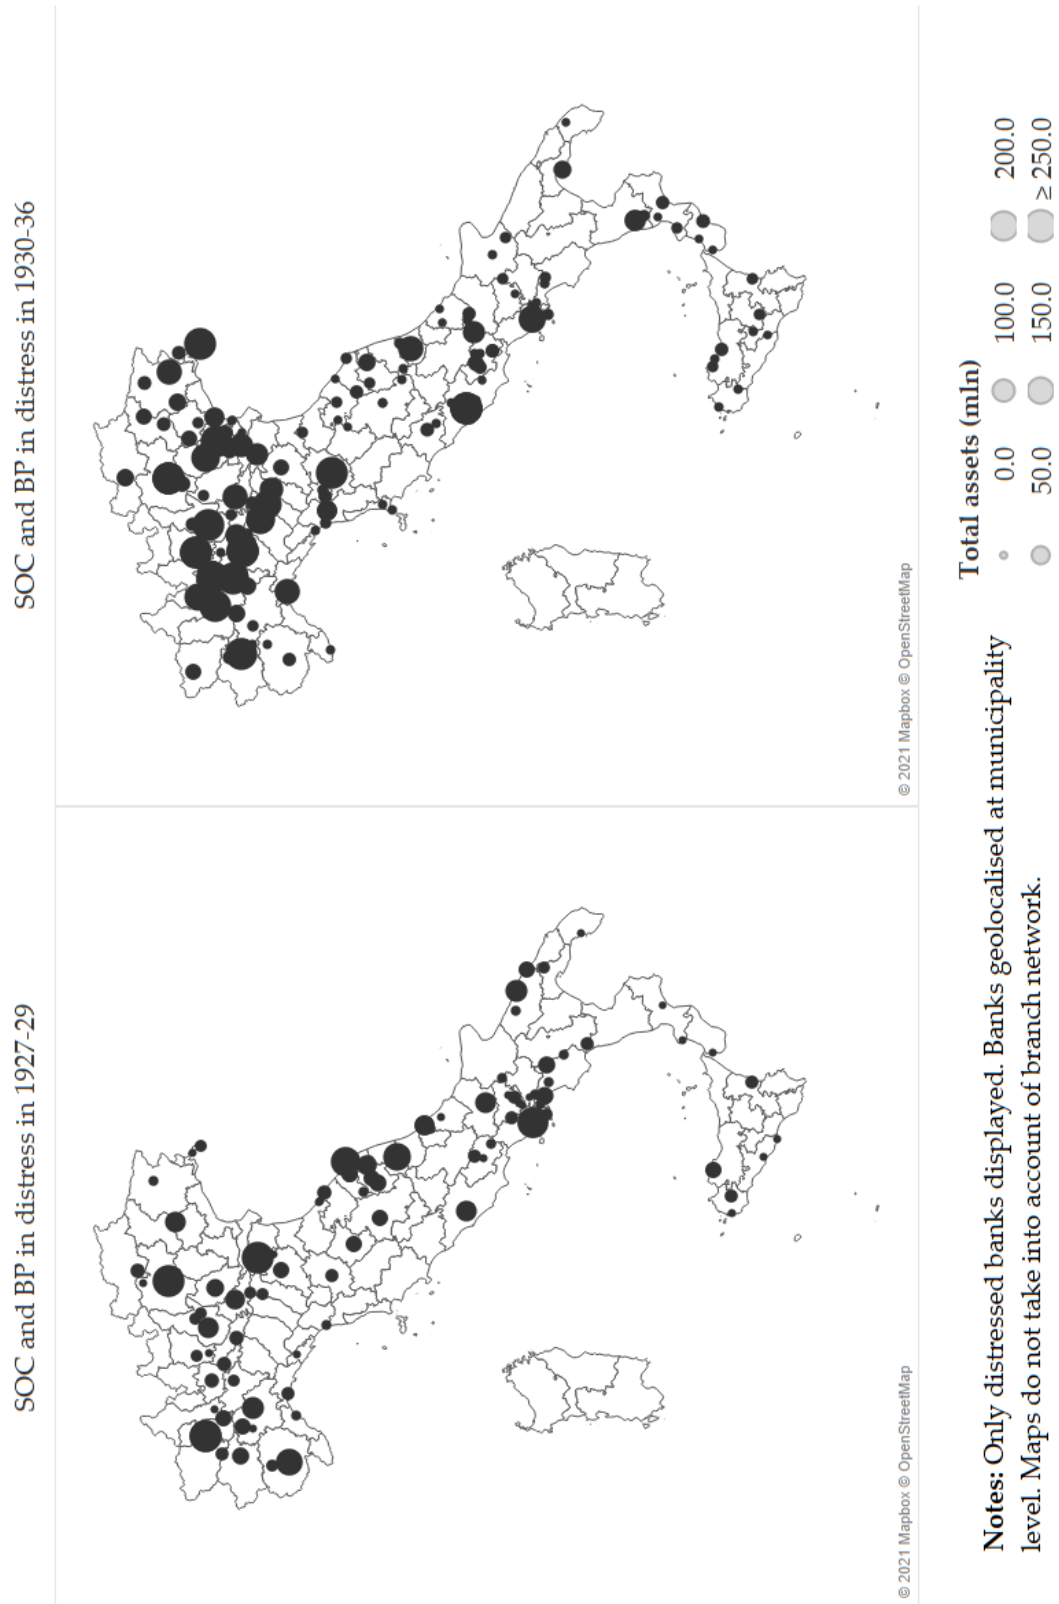 SOC and BP in distress in 1927-29
SOC and BP in distress in 1930-36
© 2021 Mapbox © OpenStreetMap
© 2021 Mapbox © OpenStreetMap
Total assets (mln)
0.0 100.0 200.0
50.0 150.0 ≥ 250.0
Notes: Only distressed banks displayed. Banks geolocalised at municipality
level. Maps do not take into account of branch network.